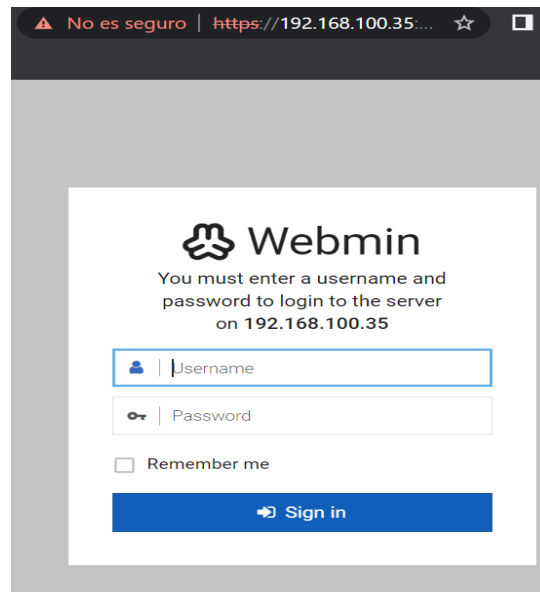 No es seguro | https://192.168.100.35:...
Webmin
You must enter a username and
password to login to the server
on 192.168.100.35
Username
Password
Remember me
Sign in